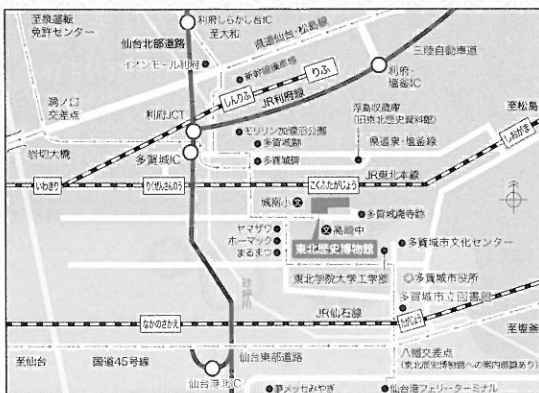 至泉運転
免許センター
利府しらかし台IC
至大和
仙台北部道路
県道仙台・松島線
三陸自動車道
イオンモール利府
新幹線車両基地
りふ
利府・
塩釜IC
しんりふ
JR利府線
洞ノ口
交差点
利府JCT
浮島収蔵庫
(旧東北歴史資料館)
至松島
モリリン加瀬沼公園
多賀城跡
県道泉・塩釜線
しおがま
岩切大橋
多賀城IC
多賀城碑
JR東北本線
いわきり
りくぜんさんのう
こくふたがじょう
城南小
多賀城廃寺跡
ヤマザワ
高崎中
ホーマック
まるまつ
東北歴史博物館
多賀城市文化センター
東北学院大学工学部
多賀城市役所
砂押川
多賀城市立図書館
JR仙石線
なかのさかえ
たがじょう
至塩釜
至仙台
国道45号線
仙台東部道路
八幡交差点
(東北歴史博物館への案内標識あり)
仙台港北IC
夢メッセみやぎ
仙台港フェリーターミナル